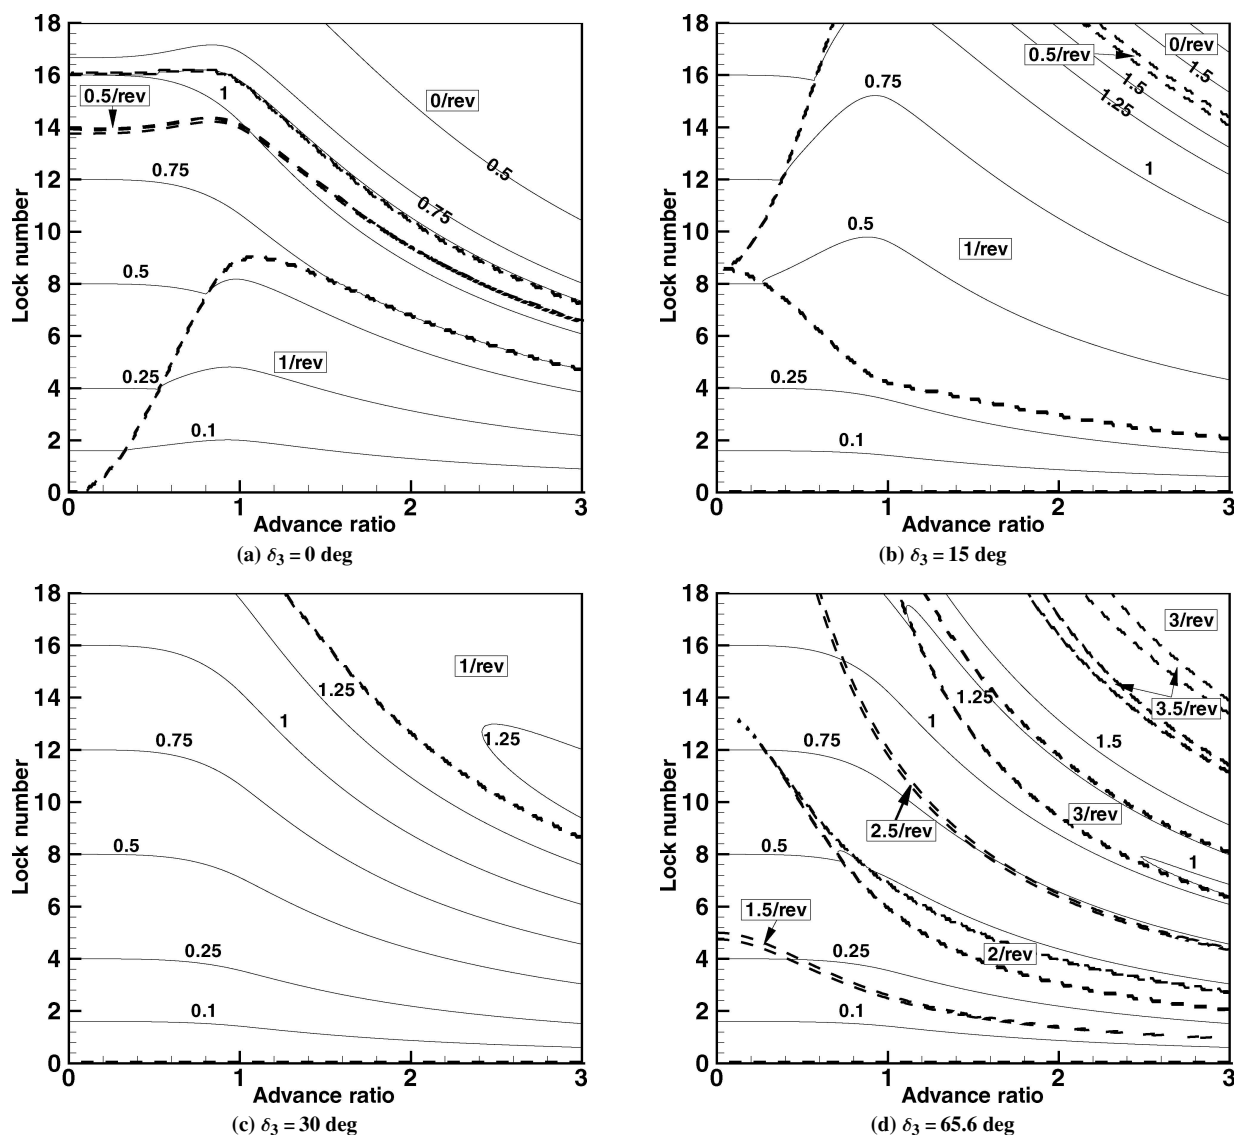 18
16
14
12
10
8
6
4
2
0
Lock number
0.5/rev
1
0/rev
0.75
0.5
0.75
0.5
0.25
1/rev
0.1
0 1 2 3
Advance ratio
(a) δ3 = 0 deg
18
16
14
12
10
8
6
4
2
0
Lock number
0/rev
0.5/rev
1.5
1.5
1.25
0.75
1
0.5
1/rev
0.25
0.1
0 1 2 3
Advance ratio
(b) δ3 = 15 deg
18
16
14
12
10
8
6
4
2
0
Lock number
1/rev
1.25
1
1.25
0.75
0.5
0.25
0.1
0 1 2 3
Advance ratio
(c) δ3 = 30 deg
18
16
14
12
10
8
6
4
2
0
Lock number
3/rev
3.5/rev
1.25
1
1.5
0.75
3/rev
2.5/rev
0.5
1
1.5/rev
0.25
2/rev
0.1
0 1 2 3
Advance ratio
(d) δ3 = 65.6 deg